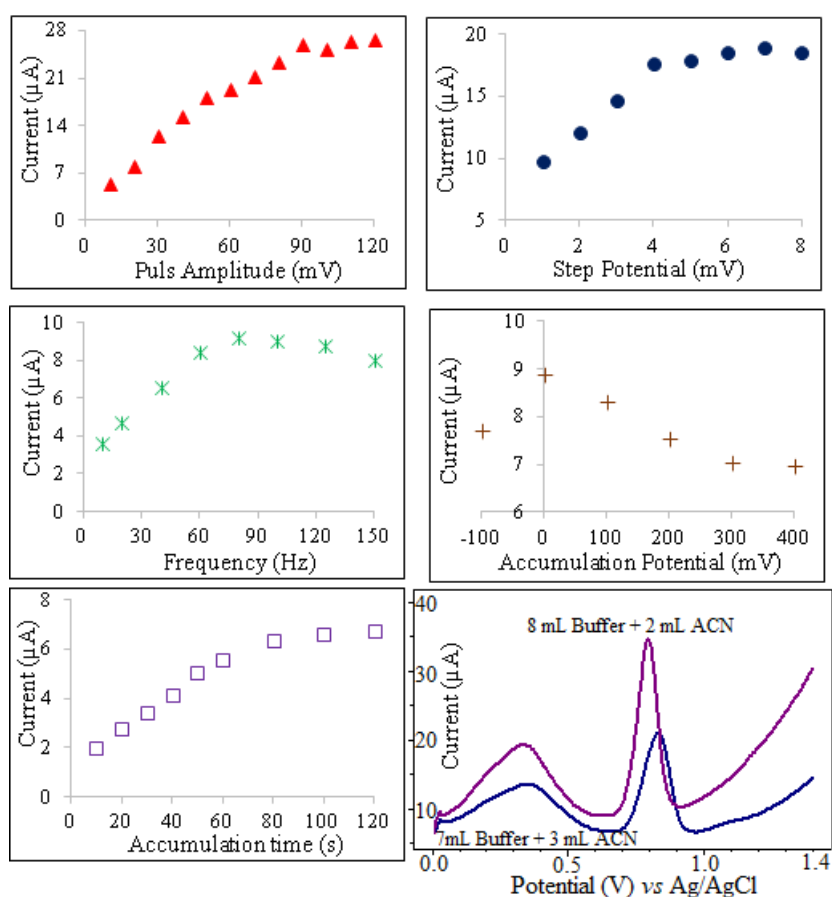 28
21
14
7
0
Current (µA)
0 30 60 90 120
Puls Amplitude (mV)
20
15
10
5
Current (µA)
0 2 4 6 8
Step Potential (mV)
10
8
6
4
2
0
Current (µA)
0 30 60 90 120 150
Frequency (Hz)
10
9
8
7
6
Current (µA)
-100 0 100 200 300 400
Accumulation Potential (mV)
8
6
4
2
0
Current (µA)
0 20 40 60 80 100 120
Accumulation time (s)
40
30
20
10
Current (µA)
8 mL Buffer + 2 mL ACN
7mL Buffer + 3 mL ACN
0.0 0.5 1.0 1.4
Potential (V) vs Ag/AgCl